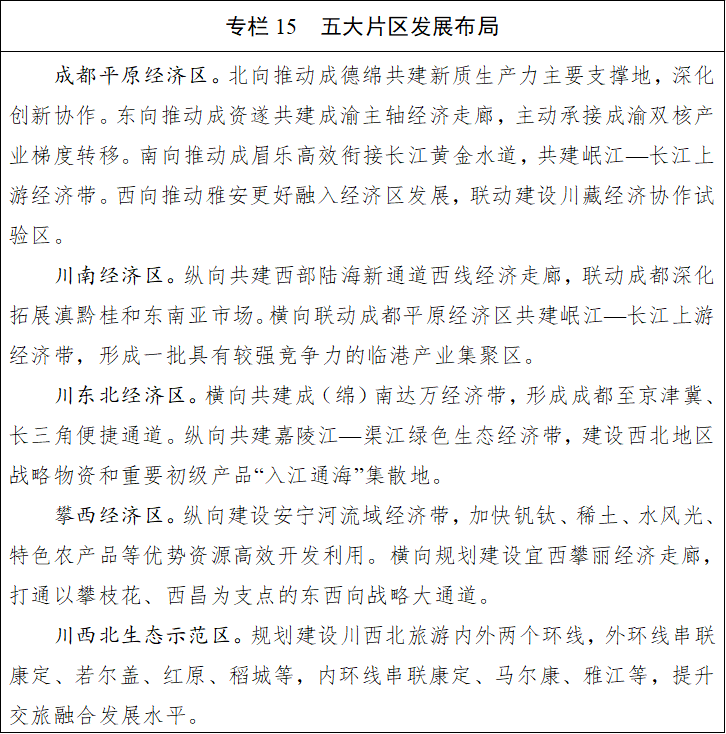 专栏 15 五大片区发展布局
成都平原经济区。北向推动成德绵共建新质生产力主要支撑地，深化
创新协作。东向推动成资遂共建成渝主轴经济走廊，主动承接成渝双核产
业梯度转移。南向推动成眉乐高效衔接长江黄金水道，共建岷江—长江上
游经济带。西向推动雅安更好融入经济区发展，联动建设川藏经济协作试
验区。
川南经济区。纵向共建西部陆海新通道西线经济走廊，联动成都深化
拓展滇黔桂和东南亚市场。横向联动成都平原经济区共建岷江—长江上游
经济带，形成一批具有较强竞争力的临港产业集聚区。
川东北经济区。横向共建成（绵）南达万经济带，形成成都至京津冀、
长三角便捷通道。纵向共建嘉陵江—渠江绿色生态经济带，建设西北地区
战略物资和重要初级产品“入江通海”集散地。
攀西经济区。纵向建设安宁河流域经济带，加快钒钛、稀土、水风光、
特色农产品等优势资源高效开发利用。横向规划建设宜西攀丽经济走廊，
打通以攀枝花、西昌为支点的东西向战略大通道。
川西北生态示范区。规划建设川西北旅游内外两个环线，外环线串联
康定、若尔盖、红原、稻城等，内环线串联康定、马尔康、雅江等，提升
交旅融合发展水平。